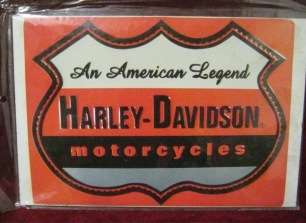 An American Legend
HARLEY-DAVIDSON
motorcycles